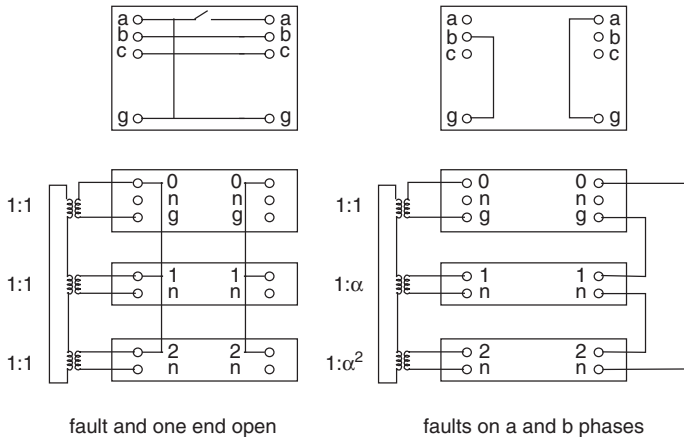 a a a
b b b
c c c
g g g g
1:1 0 0 1:1 0 0
n n n n
g g g g
1:1 1 1 1:α 1 1
n n n n
1:1 2 2 1:α² 2 2
n n n n
fault and one end open faults on a and b phases